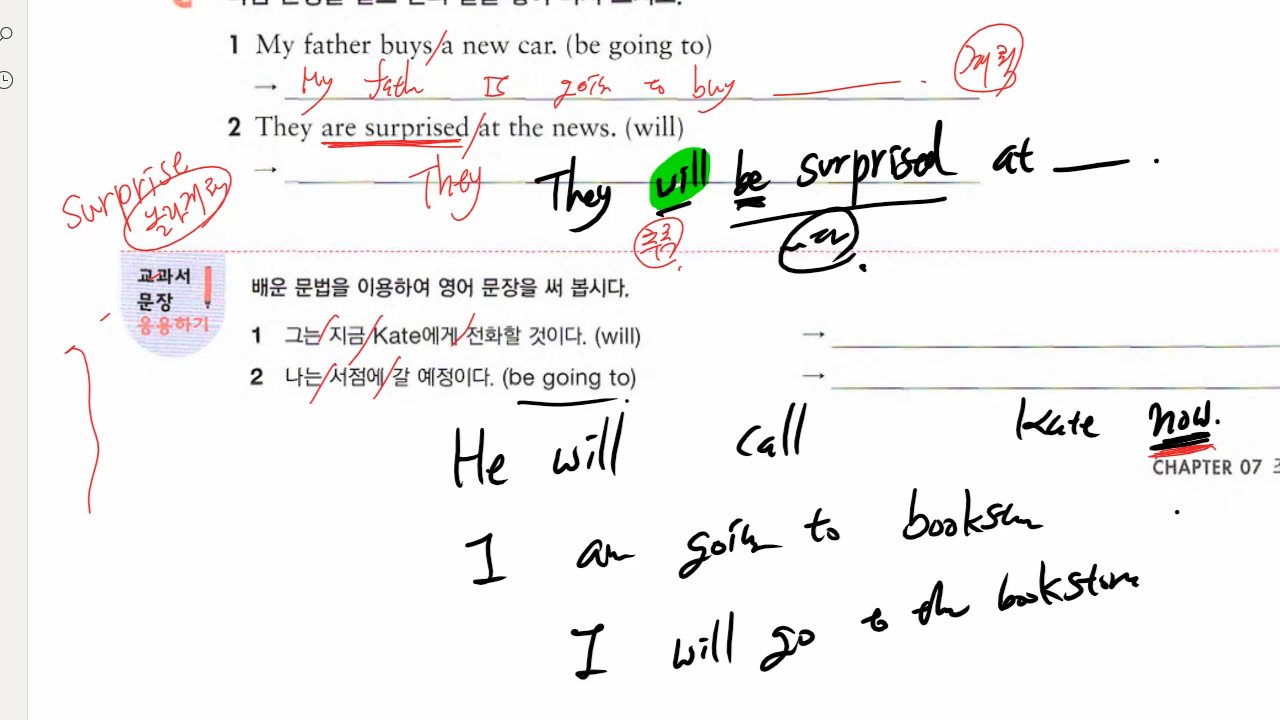 1 My father buys a new car. (be going to)
→ My fath is goin to buy
계획
2 They are surprised at the news. (will)
→ They They will be surprised at
Surprise
놀라게 하다
추측
교과서
문장
응용하기
배운 문법을 이용하여 영어 문장을 써 봅시다.
1 그는 지금 Kate에게 전화할 것이다. (will) →
2 나는 서점에 갈 예정이다. (be going to) →
He will call Kate now.
CHAPTER 07
I am goin to
I will go to the bookstore